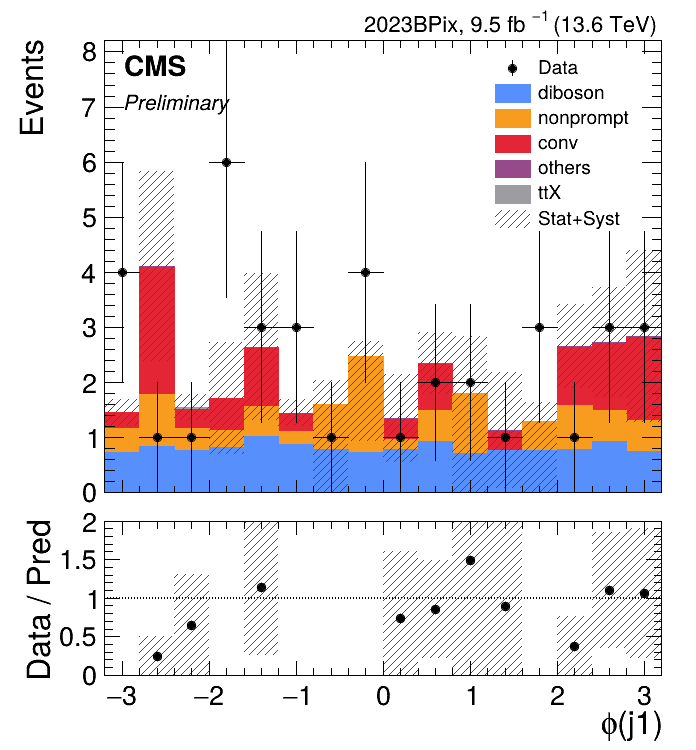 2023BPix, 9.5 fb⁻¹ (13.6 TeV)
CMS
Preliminary
Events
8
7
6
5
4
3
2
1
0
Data
diboson
nonprompt
conv
others
ttX
Stat+Syst
Data / Pred
2
1.5
1
0.5
0
−3 −2 −1 0 1 2 3
ϕ(j1)